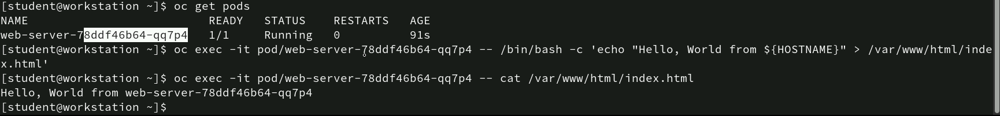 [student@workstation ~]$ oc get pods
NAME                          READY   STATUS    RESTARTS   AGE
web-server-78ddf46b64-qq7p4   1/1     Running   0          91s
[student@workstation ~]$ oc exec -it pod/web-server-78ddf46b64-qq7p4 -- /bin/bash -c 'echo "Hello, World from ${HOSTNAME}" > /var/www/html/inde
x.html'
[student@workstation ~]$ oc exec -it pod/web-server-78ddf46b64-qq7p4 -- cat /var/www/html/index.html
Hello, World from web-server-78ddf46b64-qq7p4
[student@workstation ~]$